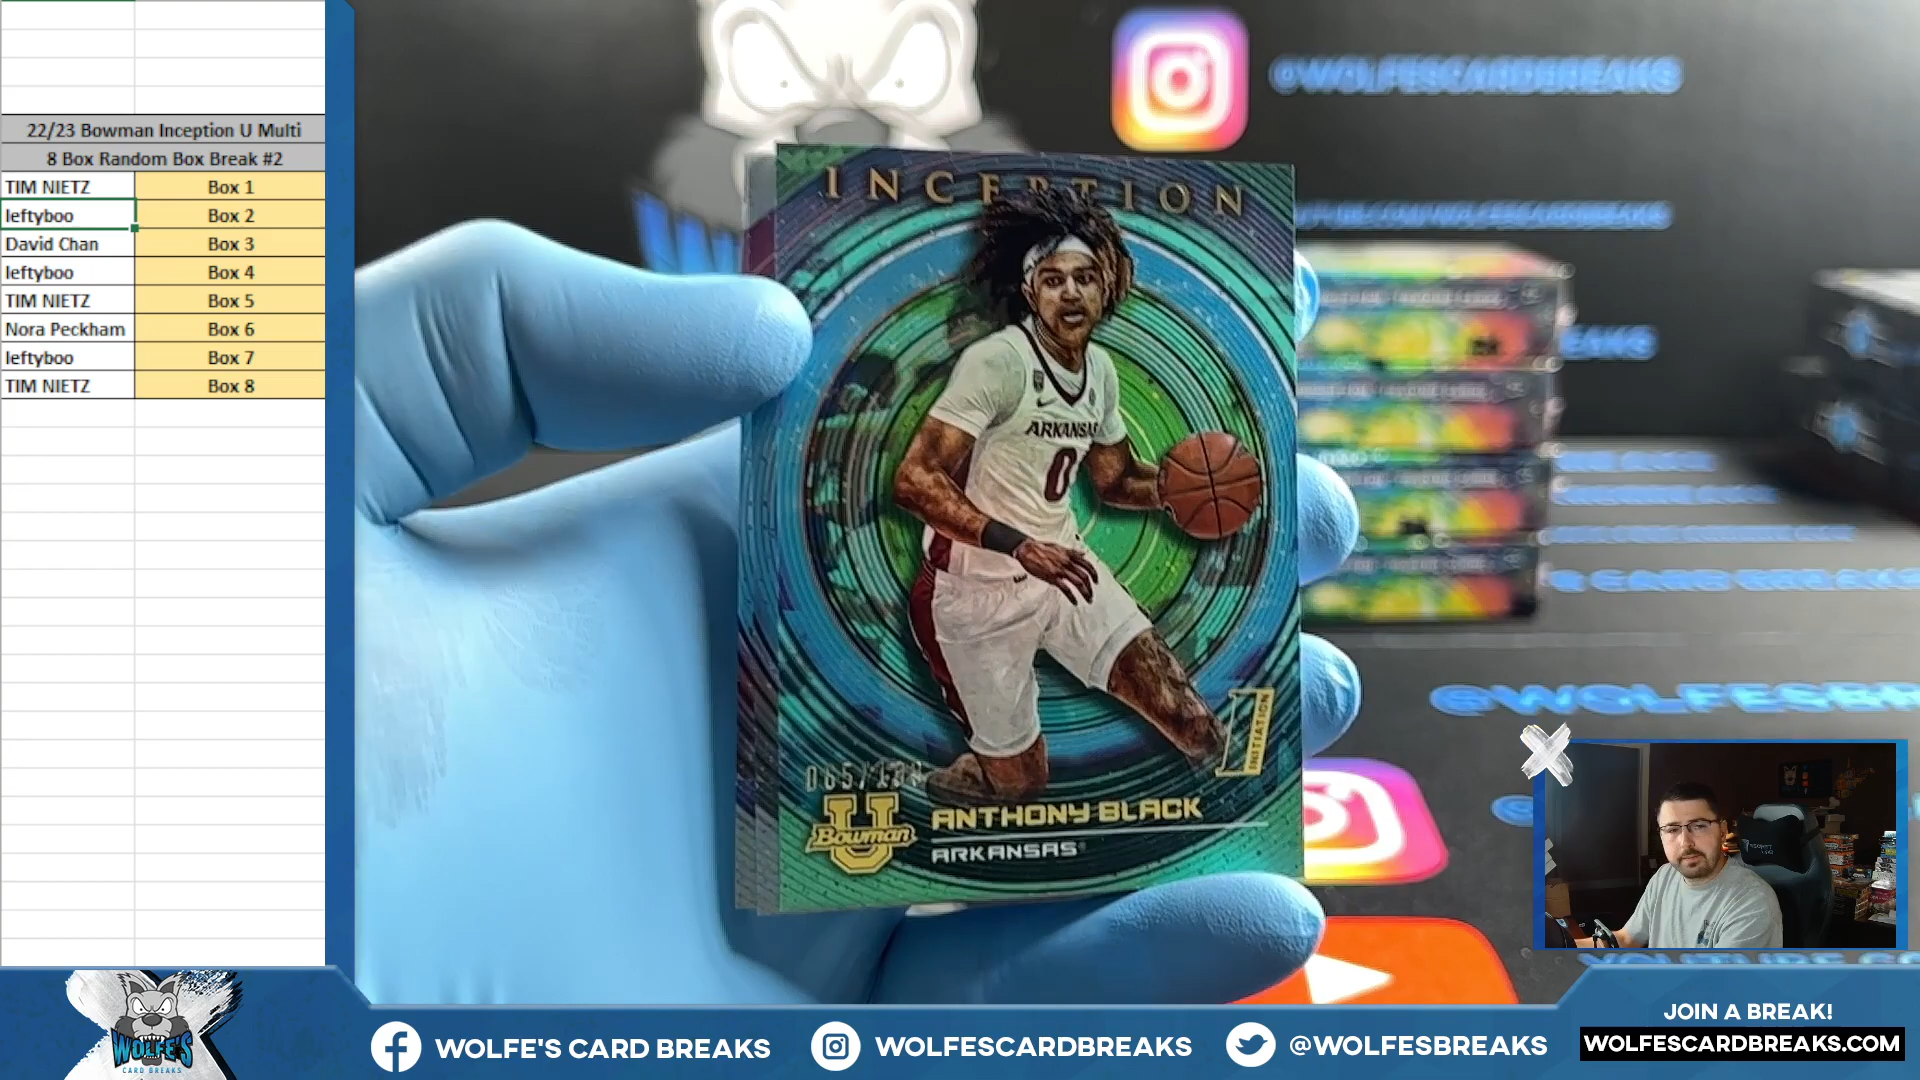 22/23 Bowman Inception U Multi
8 Box Random Box Break #2
TIM NIETZ Box 1
leftyboo Box 2
David Chan Box 3
leftyboo Box 4
TIM NIETZ Box 5
Nora Peckham Box 6
leftyboo Box 7
TIM NIETZ Box 8
@WOLFESCARDBREAKS
INCEPTION
ARKANSAS
0
INITIATION
Bowman U
ANTHONY BLACK
ARKANSAS
WOLFE'S
CARD BREAKS
WOLFE'S CARD BREAKS
WOLFESCARDBREAKS
@WOLFESBREAKS
JOIN A BREAK!
WOLFESCARDBREAKS.COM